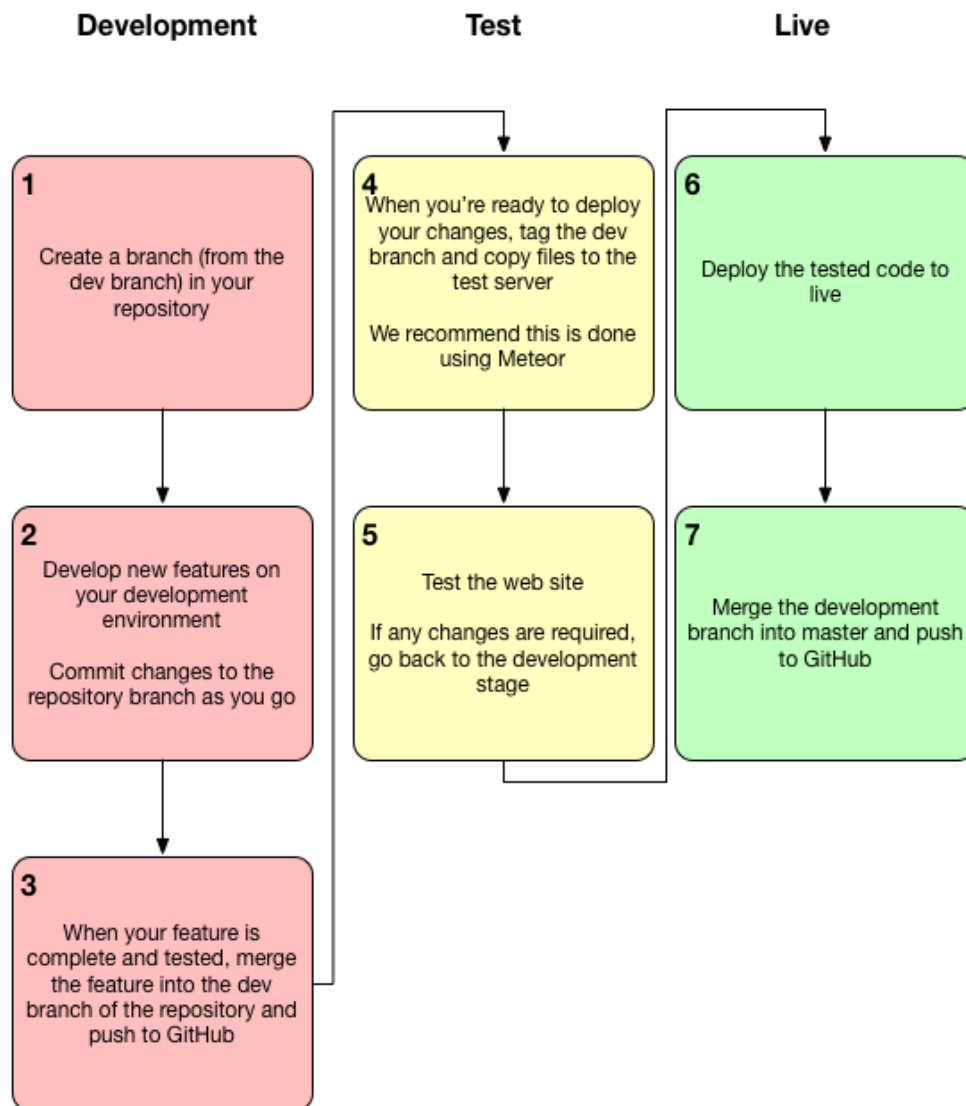 Development
Test
Live
1
Create a branch (from the
dev branch) in your
repository
2
Develop new features on
your development
environment
Commit changes to the
repository branch as you go
3
When your feature is
complete and tested, merge
the feature into the dev
branch of the repository and
push to GitHub
4
When you’re ready to deploy
your changes, tag the dev
branch and copy files to the
test server
We recommend this is done
using Meteor
5
Test the web site
If any changes are required,
go back to the development
stage
6
Deploy the tested code to
live
7
Merge the development
branch into master and push
to GitHub